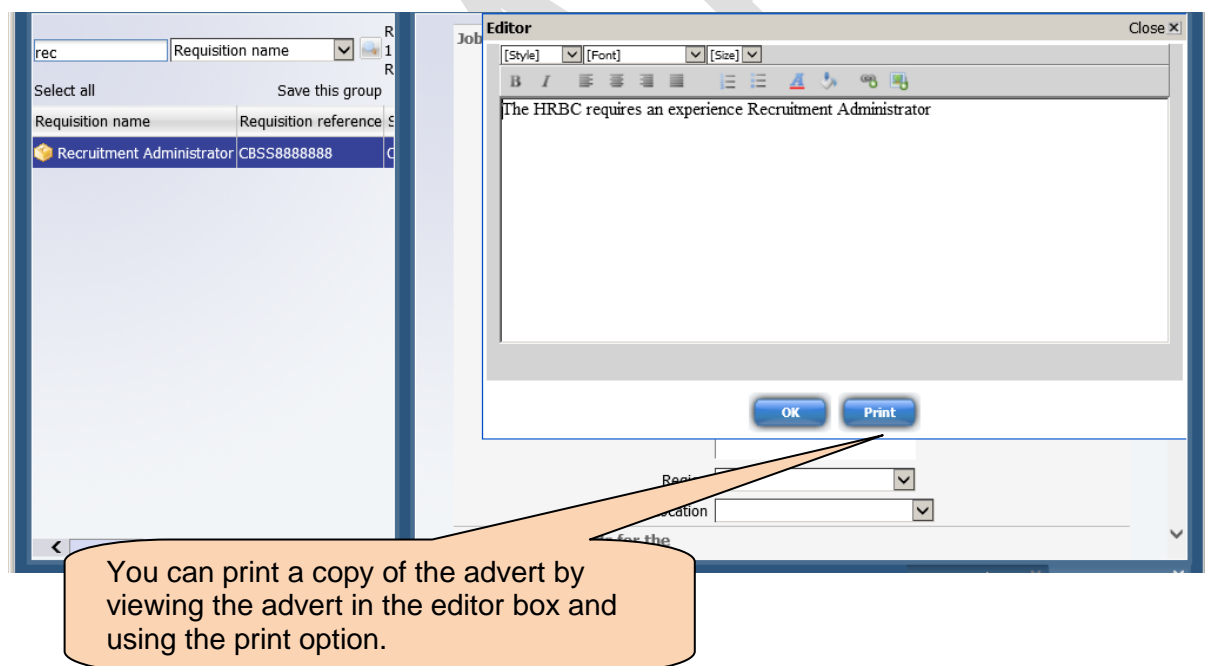 R
rec Requisition name 1
R
Select all Save this group
Requisition name Requisition reference S
Recruitment Administrator CBSS8888888
Job
Editor Close X
[Style] [Font] [Size]
B I A
The HRBC requires an experience Recruitment Administrator
OK Print
for the
You can print a copy of the advert by
viewing the advert in the editor box and
using the print option.